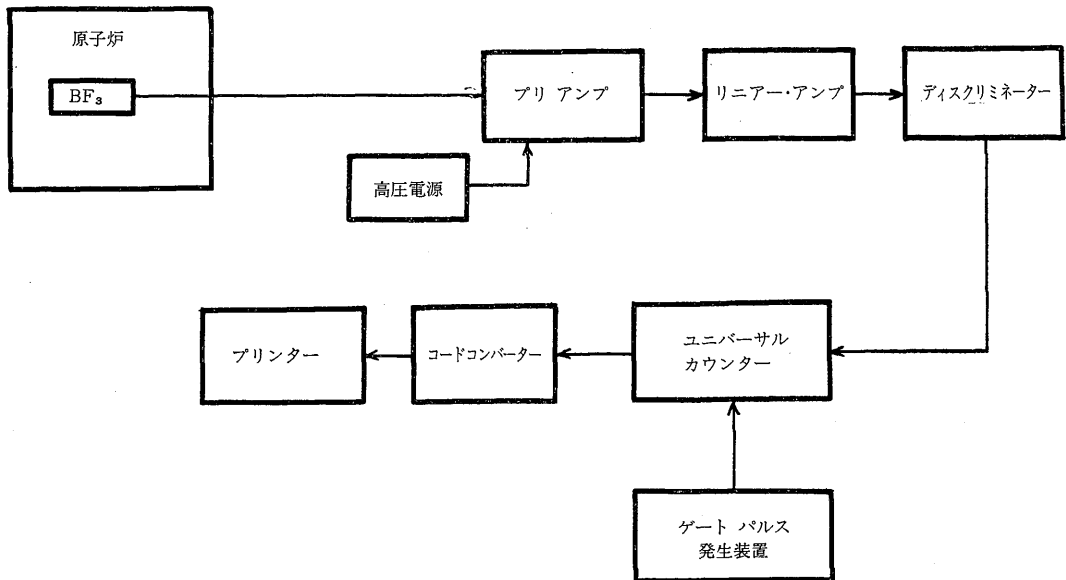 原子炉
BF₃
プリ アンプ
リニアー・アンプ
ディスクリミネーター
高圧電源
プリンター
コードコンバーター
ユニバーサル
カウンター
ゲート パルス
発生装置